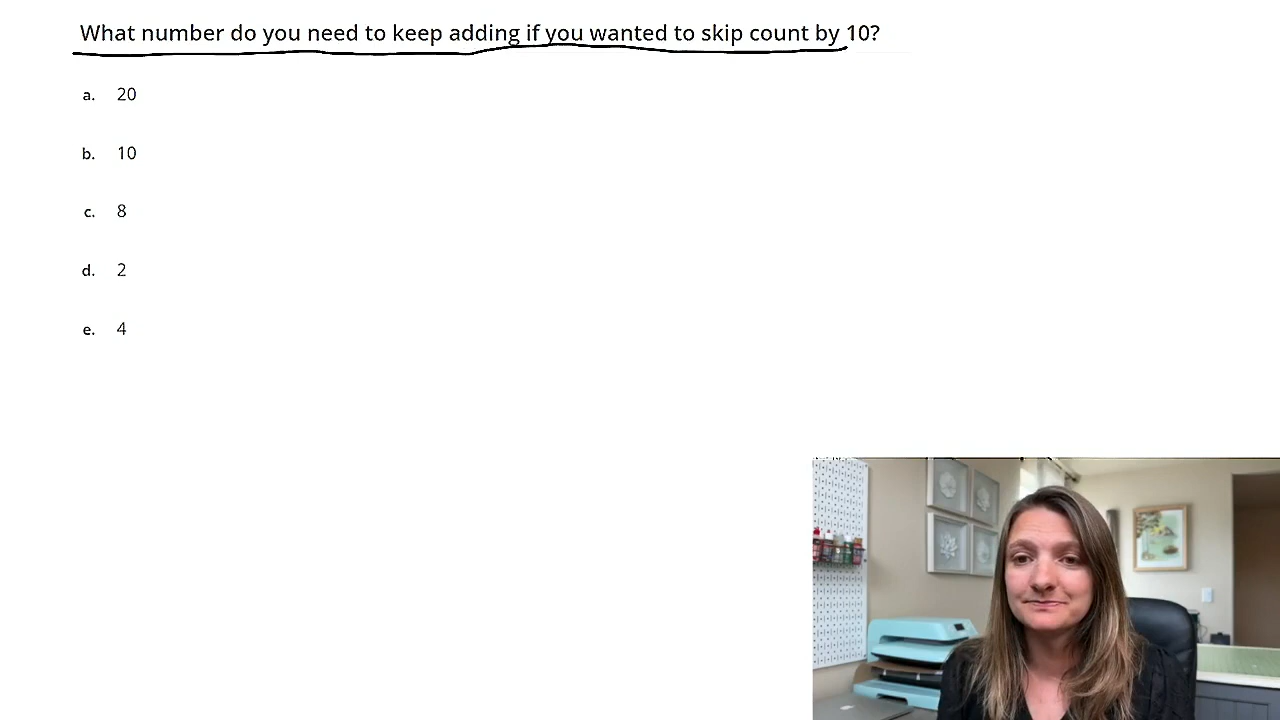 What number do you need to keep adding if you wanted to skip count by 10?
a. 20
b. 10
c. 8
d. 2
e. 4